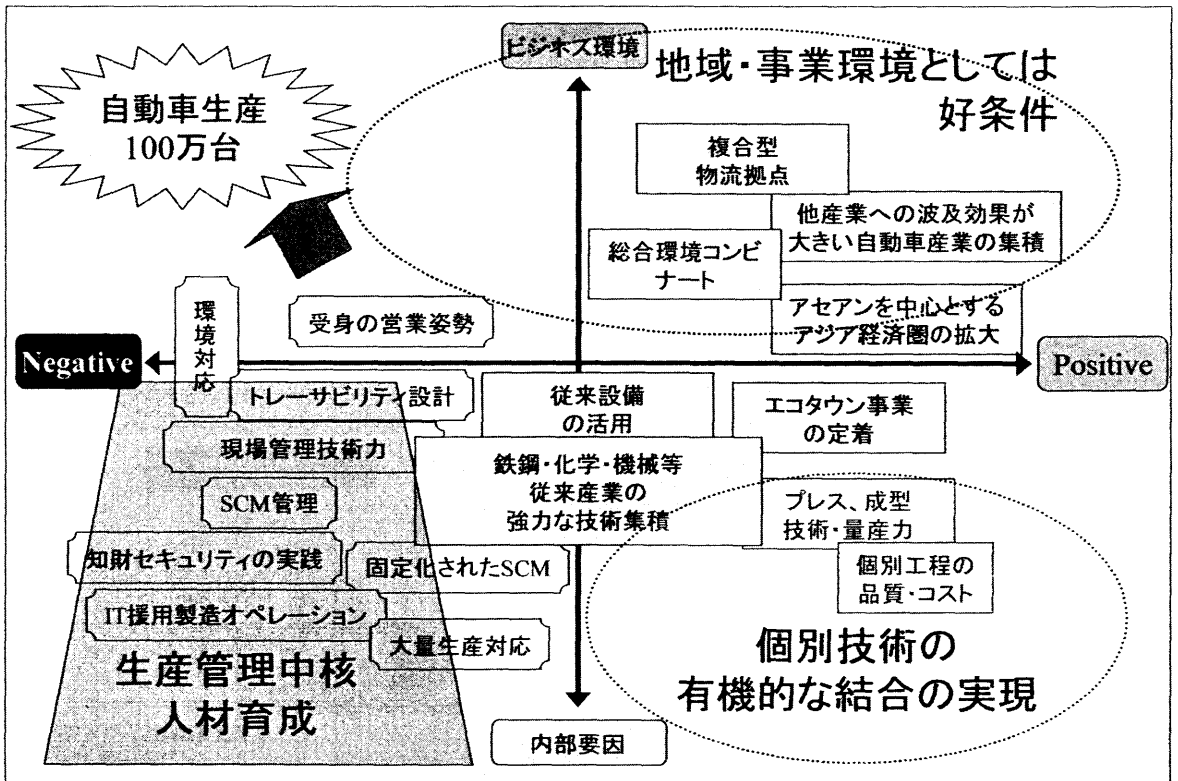 ビジネス環境
地域・事業環境としては
好条件
自動車生産
100万台
複合型
物流拠点
他産業への波及効果が
大きい自動車産業の集積
総合環境コンビ
ナート
アセアンを中心とする
アジア経済圏の拡大
環境対応
受身の営業姿勢
Negative
Positive
トレーサビリティ設計
従来設備
の活用
エコタウン事業
の定着
現場管理技術力
鉄鋼・化学・機械等
従来産業の
強力な技術集積
SCM管理
プレス、成型
技術・量産力
知財セキュリティの実践
固定化されたSCM
個別工程の
品質・コスト
IT援用製造オペレーション
大量生産対応
生産管理中核
人材育成
個別技術の
有機的な結合の実現
内部要因